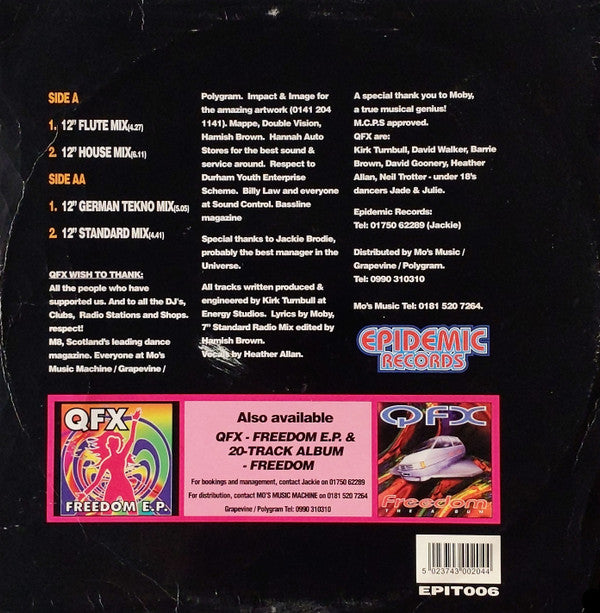 SIDE A
1. 12" FLUTE MIX(4.27)
2. 12" HOUSE MIX(6.11)
SIDE AA
1. 12" GERMAN TEKNO MIX(5.05)
2. 12" STANDARD MIX(4.41)
QFX WISH TO THANK:
All the people who have
supported us. And to all the DJ's,
Clubs, Radio Stations and Shops.
respect!
M8, Scotland's leading dance
magazine. Everyone at Mo's
Music Machine / Grapevine /
Polygram. Impact & Image for
the amazing artwork (0141 204
1141). Mappe, Double Vision,
Hamish Brown. Hannah Auto
Stores for the best sound &
service around. Respect to
Durham Youth Enterprise
Scheme. Billy Law and everyone
at Sound Control. Bassline
magazine
Special thanks to Jackie Brodie,
probably the best manager in the
Universe.
All tracks written produced &
engineered by Kirk Turnbull at
Energy Studios. Lyrics by Moby,
7" Standard Radio Mix edited by
Hamish Brown.
Vocals by Heather Allan.
A special thank you to Moby,
a true musical genius!
M.C.P.S approved.
QFX are:
Kirk Turnbull, David Walker, Barrie
Brown, David Goonery, Heather
Allan, Neil Trotter - under 18's
dancers Jade & Julie.
Epidemic Records:
Tel: 01750 62289 (Jackie)
Distributed by Mo's Music /
Grapevine / Polygram.
Tel: 0990 310310
Mo's Music Tel: 0181 520 7264.
EPIDEMIC
RECORDS
QFX
FREEDOM E.P.
Also available
QFX - FREEDOM E.P. &
20-TRACK ALBUM
- FREEDOM
For bookings and management, contact Jackie on 01750 62289
For distribution, contact MO'S MUSIC MACHINE on 0181 520 7264
Grapevine / Polygram Tel: 0990 310310
QFX
Freedom
THE ALBUM
5 023743 002044
EPIT006